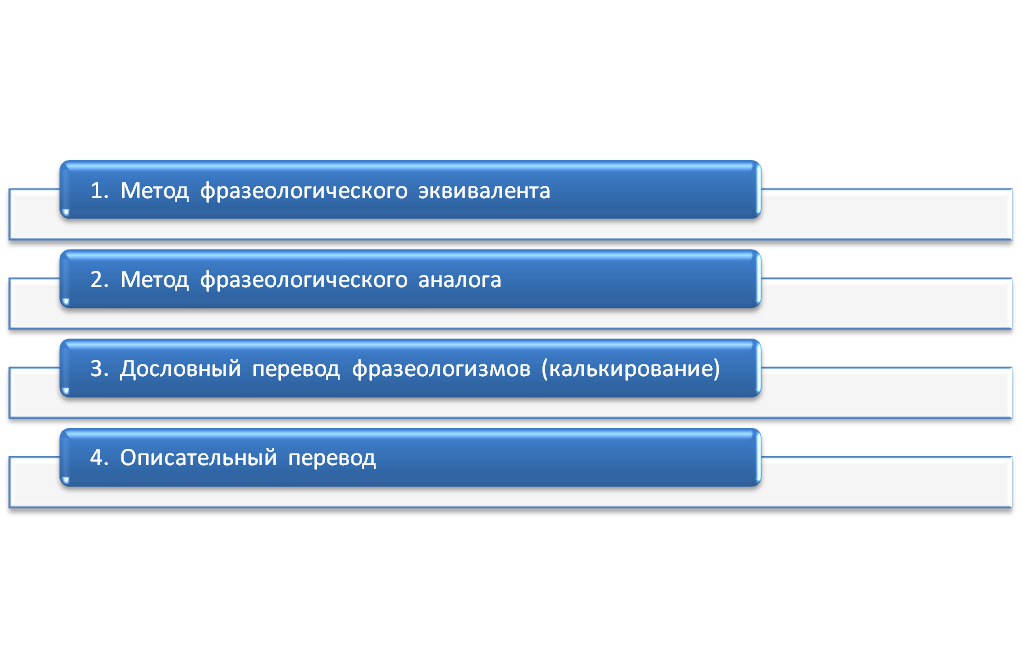 1. Метод фразеологического эквивалента
2. Метод фразеологического аналога
3. Дословный перевод фразеологизмов (калькирование)
4. Описательный перевод